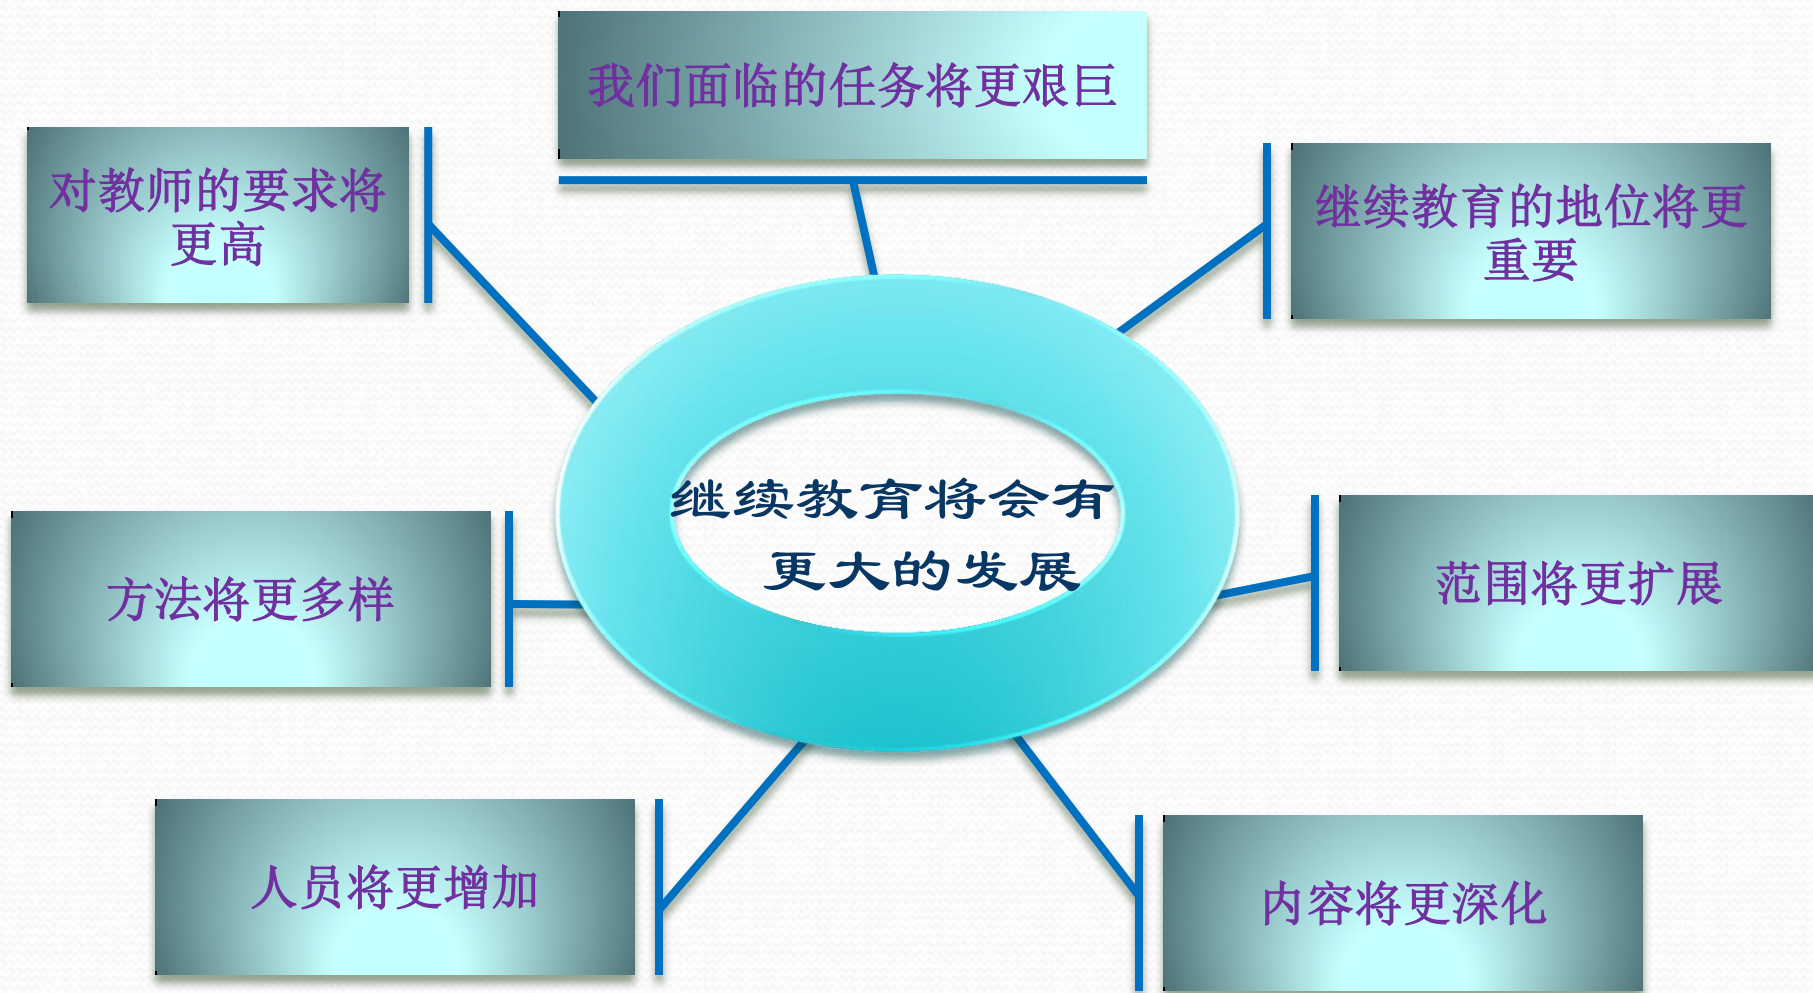 我们面临的任务将更艰巨
对教师的要求将
更高
继续教育的地位将更
重要
继续教育将会有
更大的发展
方法将更多样
范围将更扩展
人员将更增加
内容将更深化